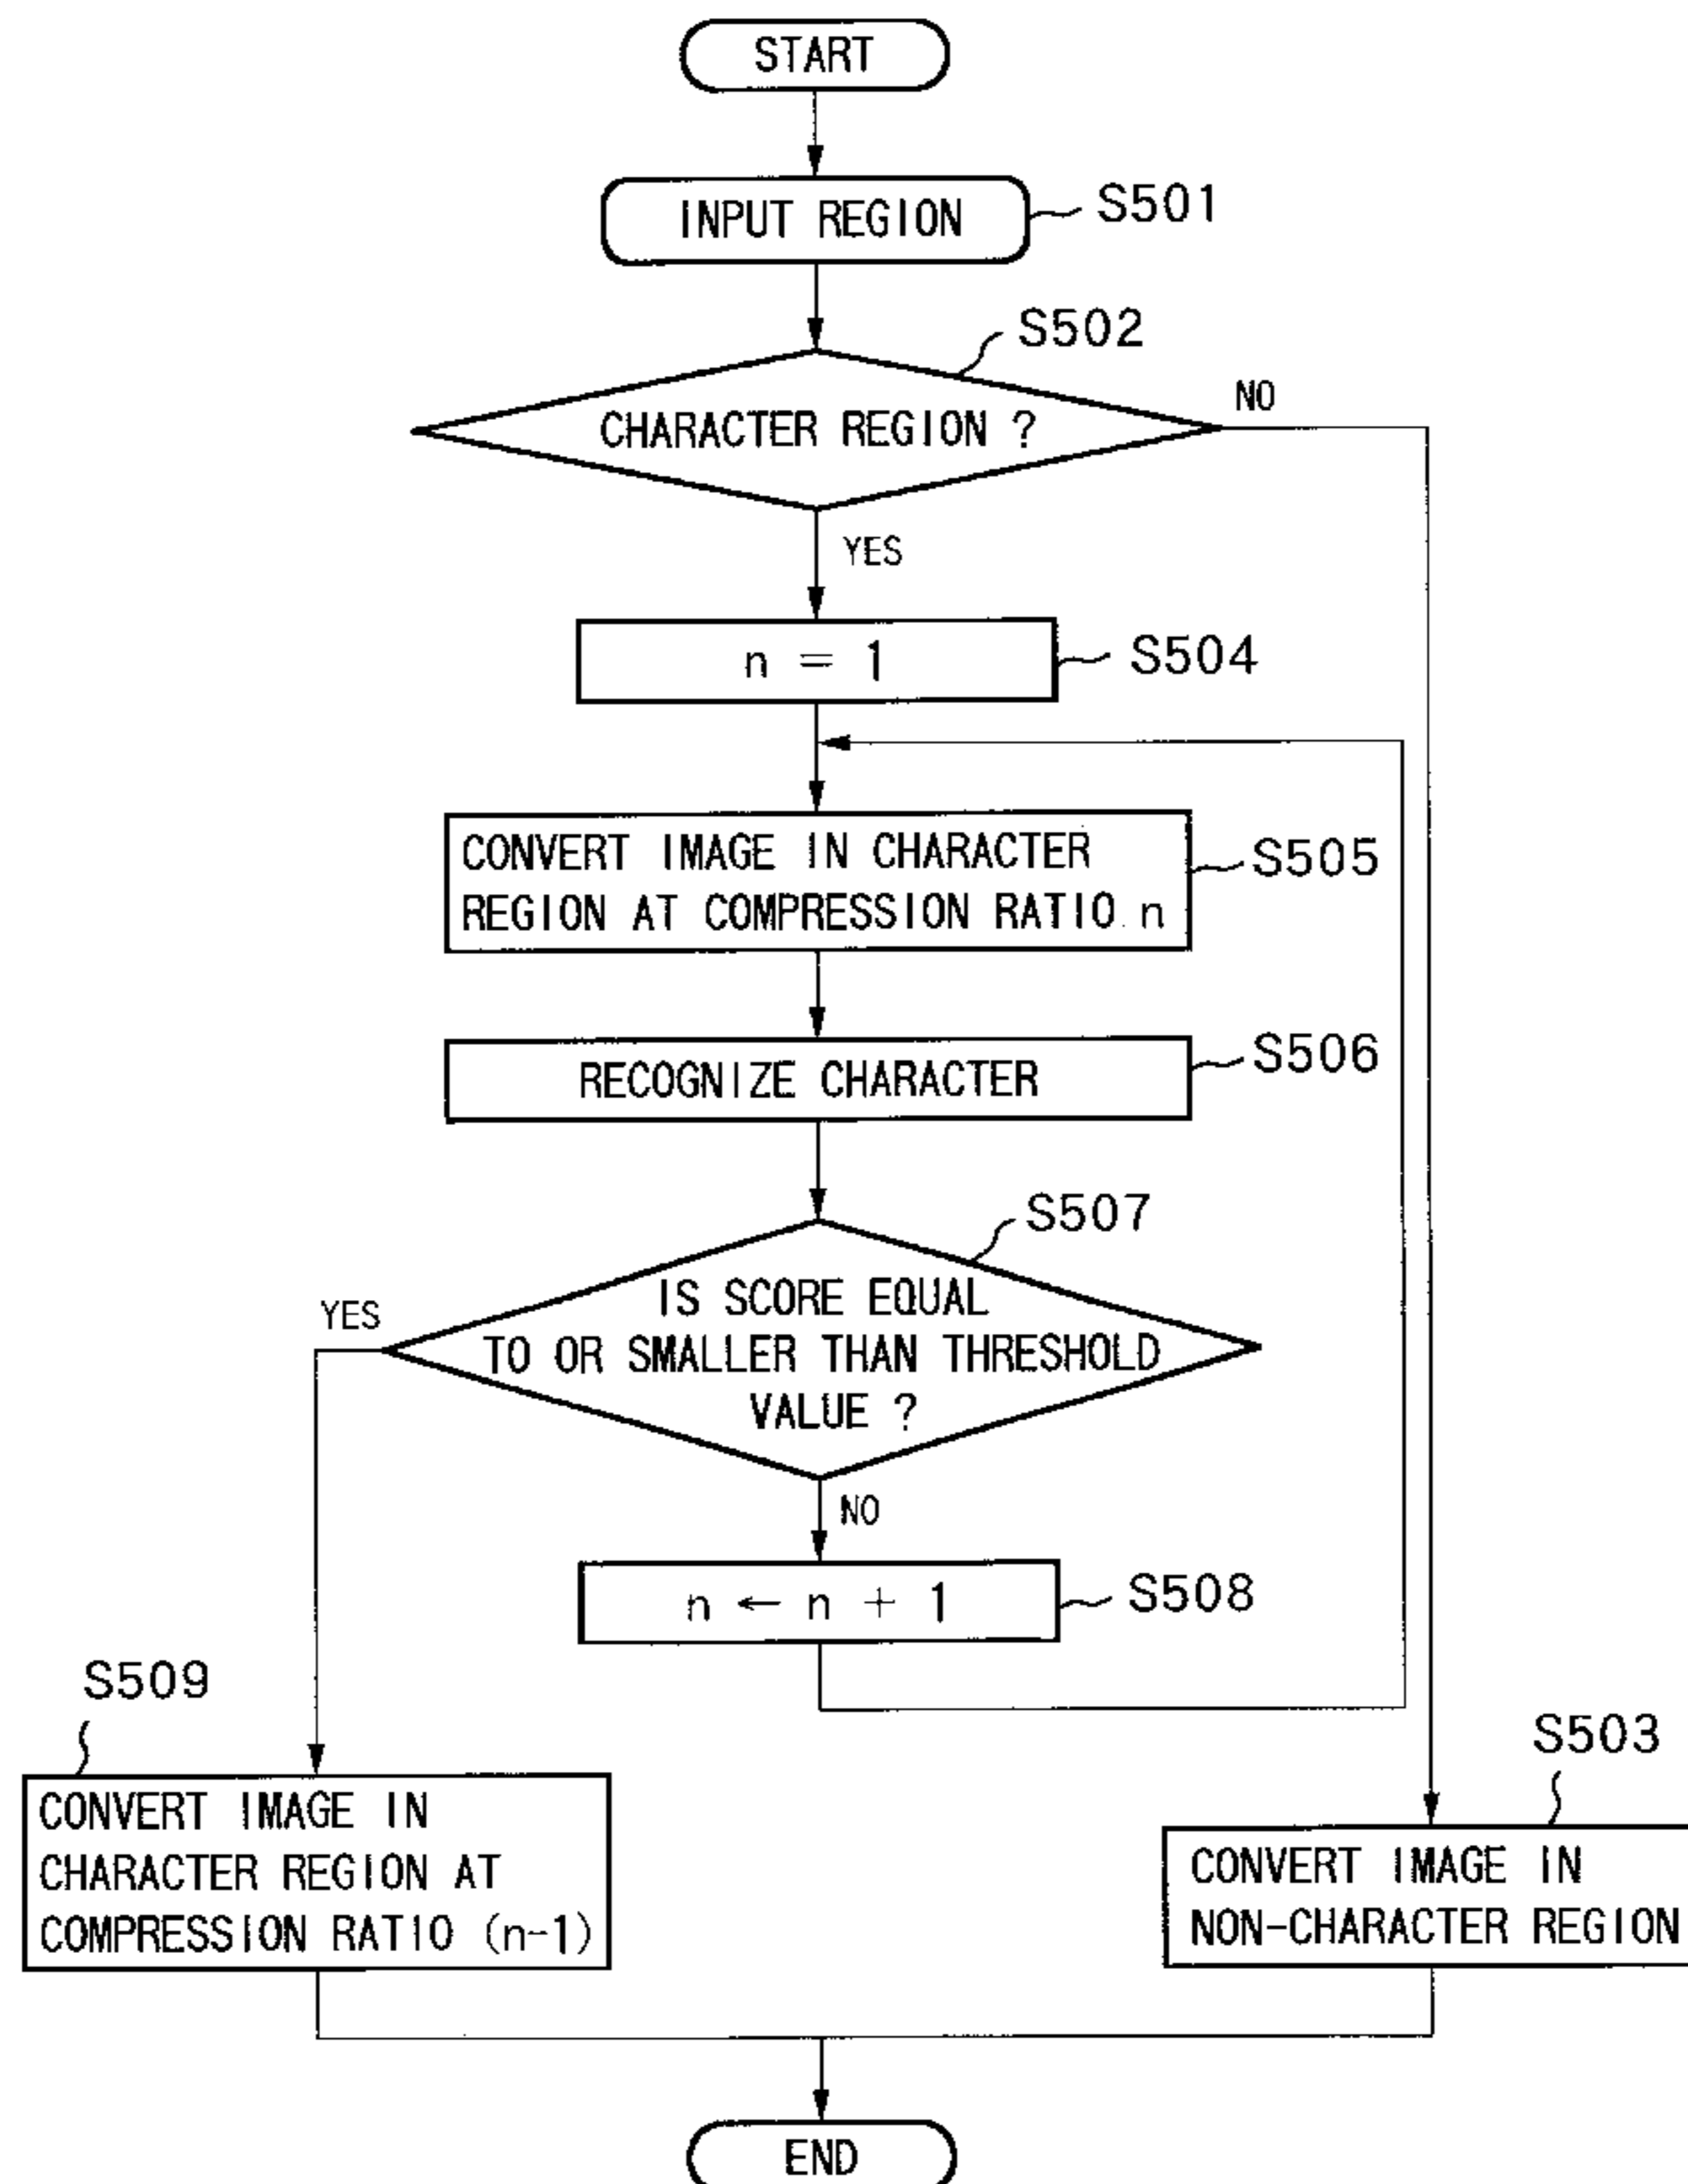 START
INPUT REGION
S501
S502
CHARACTER REGION ?
NO
YES
n = 1
S504
CONVERT IMAGE IN CHARACTER
REGION AT COMPRESSION RATIO n
S505
RECOGNIZE CHARACTER
S506
S507
IS SCORE EQUAL
TO OR SMALLER THAN THRESHOLD
VALUE ?
YES
NO
n ← n + 1
S508
S509
CONVERT IMAGE IN
CHARACTER REGION AT
COMPRESSION RATIO (n-1)
S503
CONVERT IMAGE IN
NON-CHARACTER REGION
END